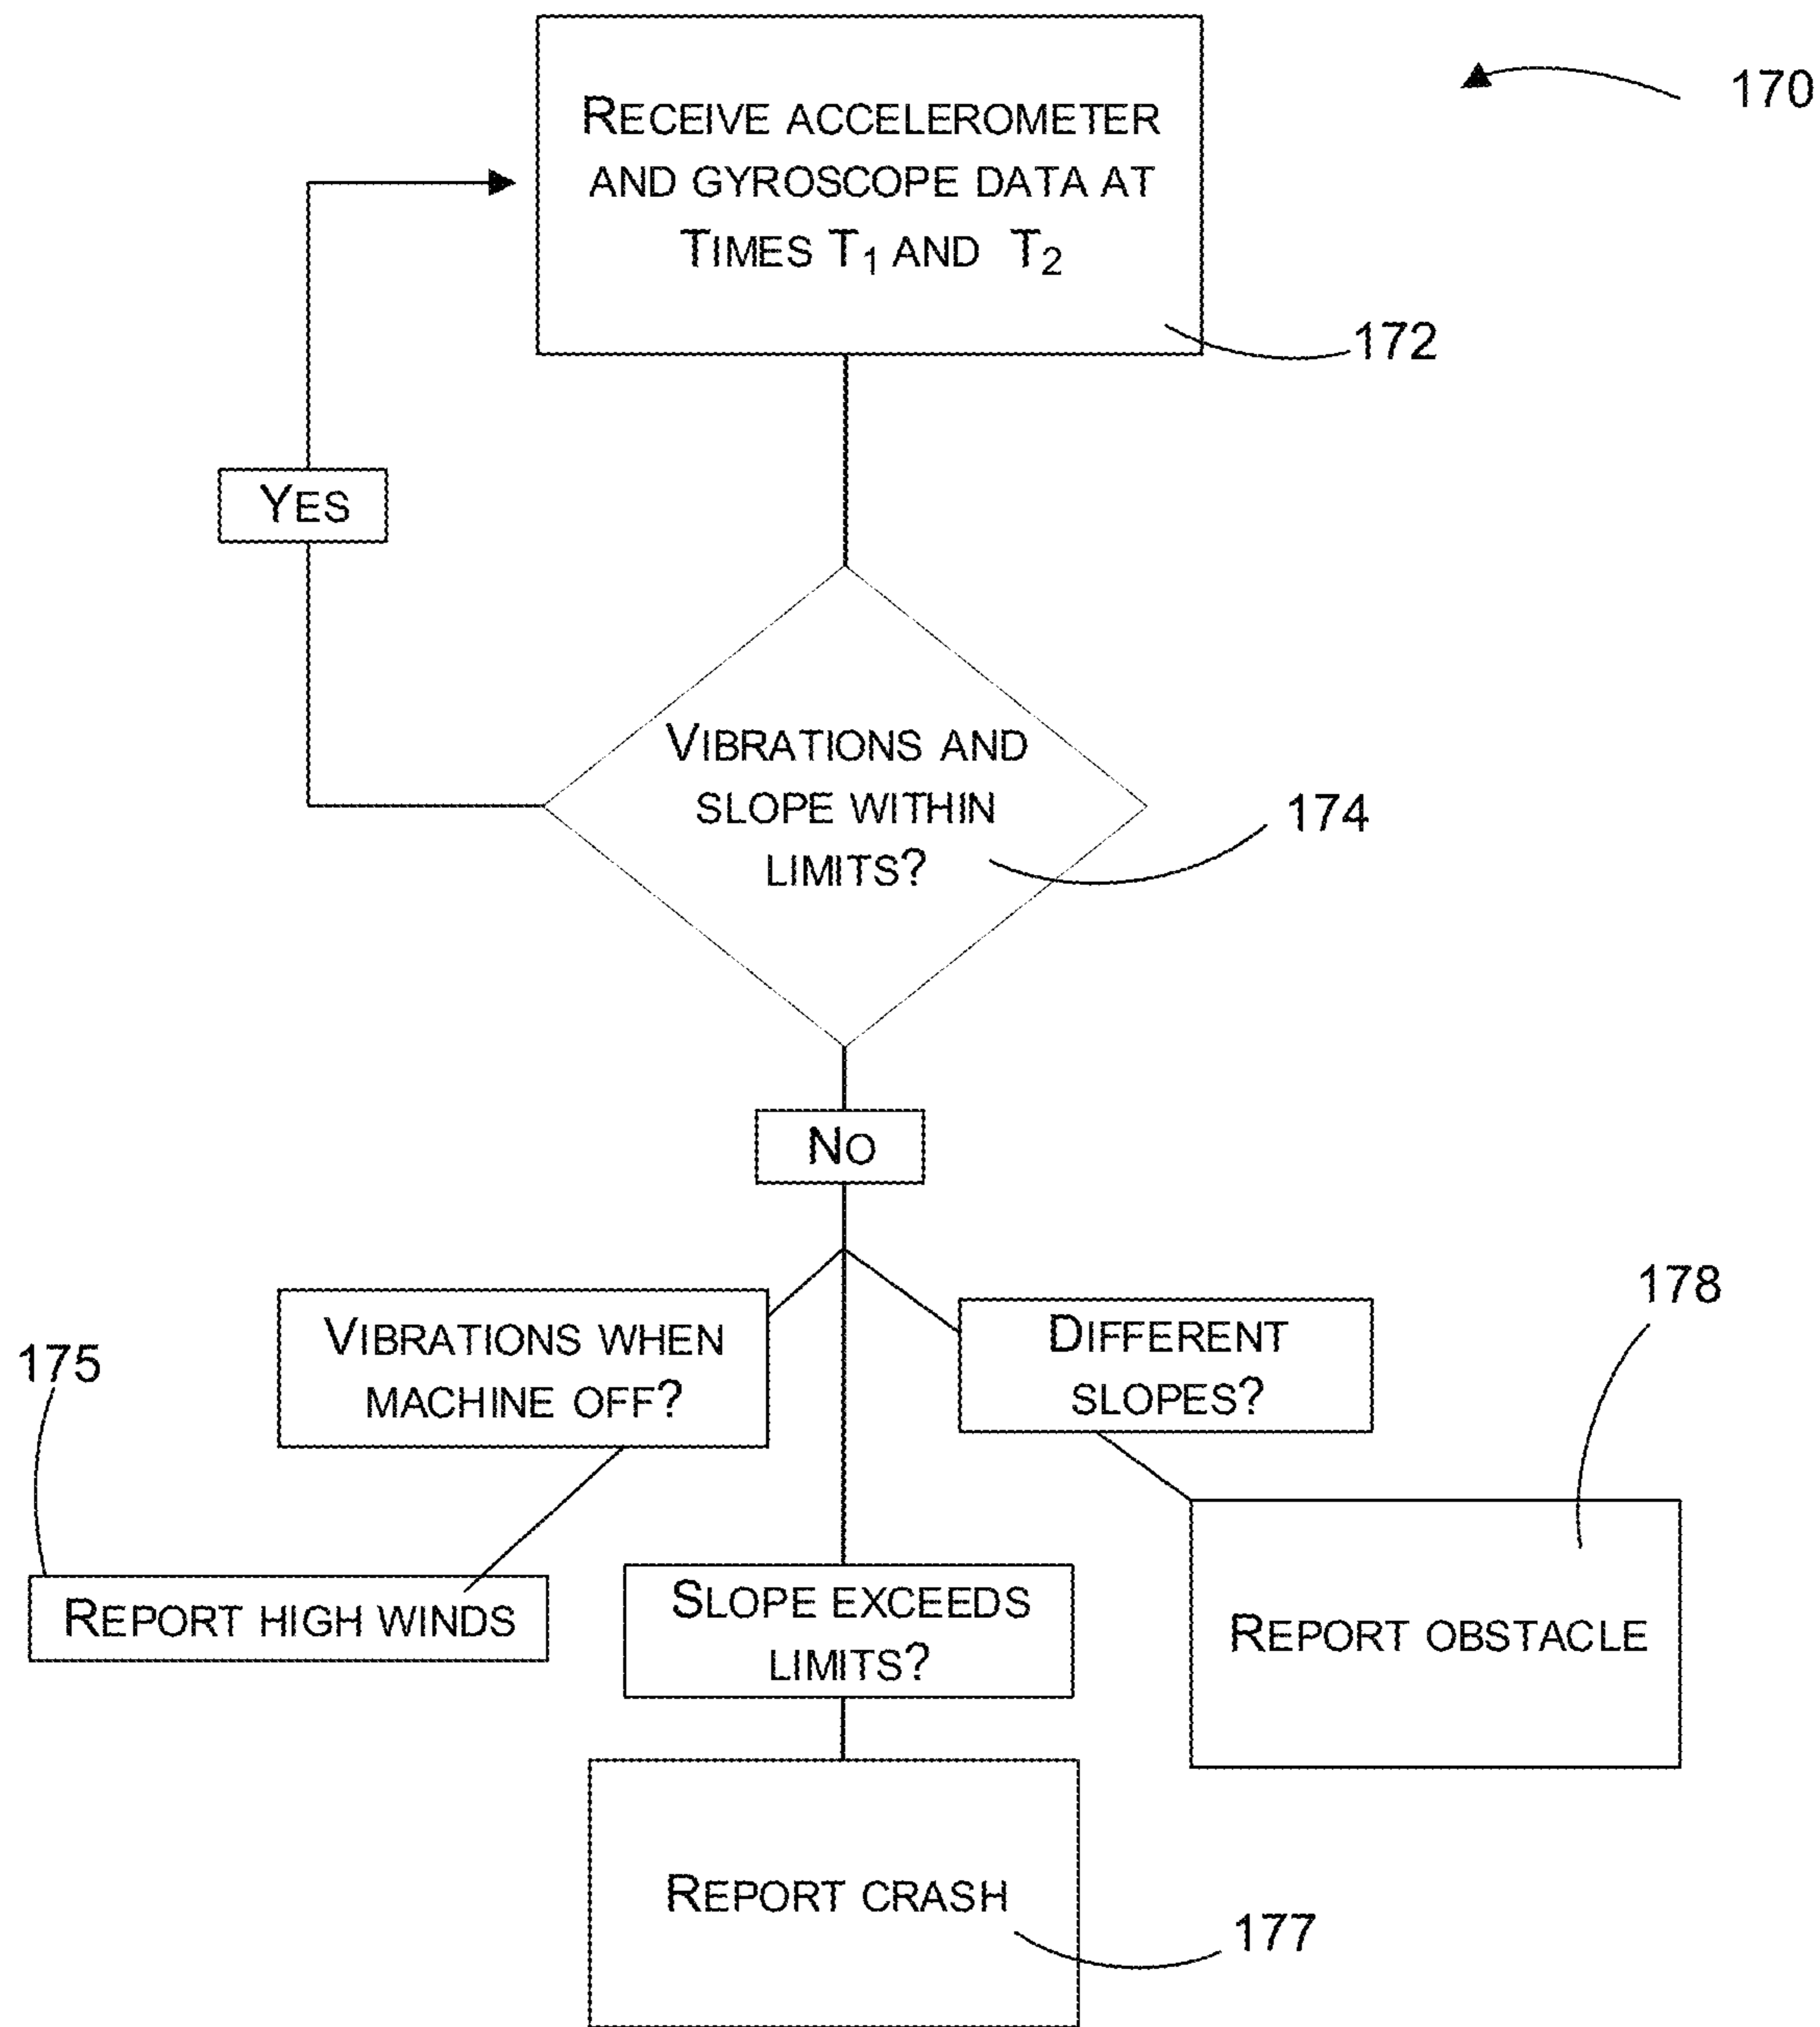 170
RECEIVE ACCELEROMETER
AND GYROSCOPE DATA AT
TIMES T₁ AND T₂
172
YES
VIBRATIONS AND
SLOPE WITHIN
LIMITS?
174
NO
178
VIBRATIONS WHEN
MACHINE OFF?
DIFFERENT
SLOPES?
175
REPORT HIGH WINDS
SLOPE EXCEEDS
LIMITS?
REPORT OBSTACLE
REPORT CRASH
177